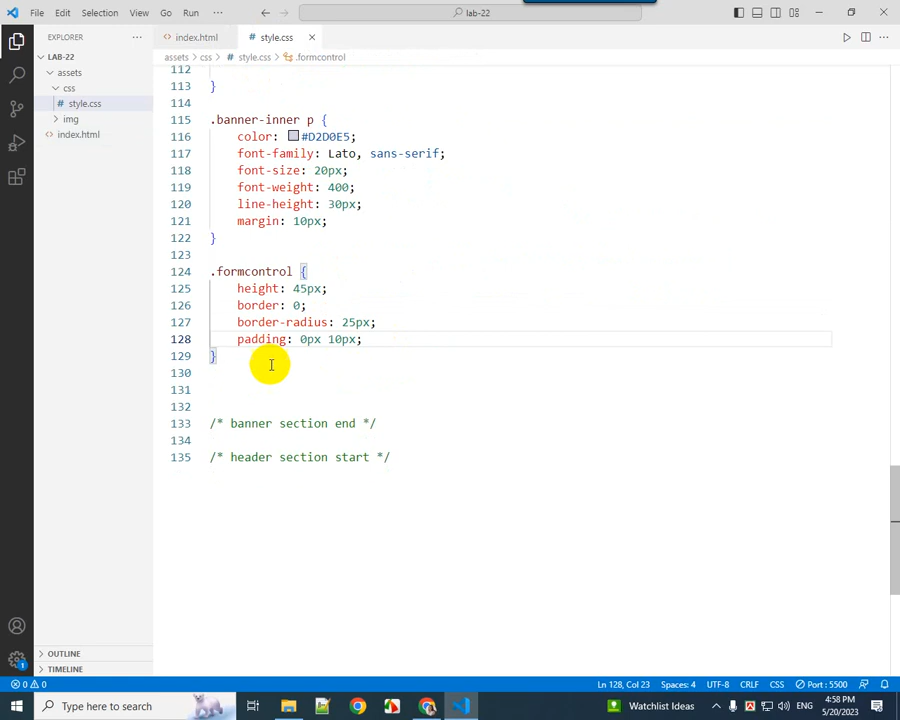 File Edit Selection View Go Run ··· lab-22
EXPLORER ···
index.html
style.css
LAB-22
assets > css > style.css > .formcontrol
assets
css
style.css
img
index.html
112
113 }
114
115 .banner-inner p {
116 color: #D2D0E5;
117 font-family: Lato, sans-serif;
118 font-size: 20px;
119 font-weight: 400;
120 line-height: 30px;
121 margin: 10px;
122 }
123
124 .formcontrol {
125 height: 45px;
126 border: 0;
127 border-radius: 25px;
128 padding: 0px 10px;
129 }
130
131
132
133 /* banner section end */
134
135 /* header section start */
OUTLINE
TIMELINE
1
0 0 Ln 128, Col 23 Spaces: 4 UTF-8 CRLF CSS Port : 5500
Type here to search Watchlist Ideas ENG 4:58 PM
5/20/2023